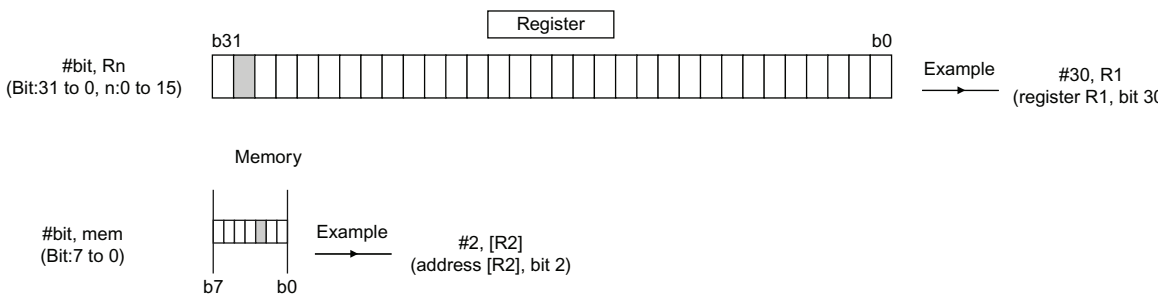 Register
b31
b0
#bit, Rn
(Bit:31 to 0, n:0 to 15)
Example
#30, R1
(register R1, bit 30
Memory
#bit, mem
(Bit:7 to 0)
Example
#2, [R2]
(address [R2], bit 2)
b7
b0